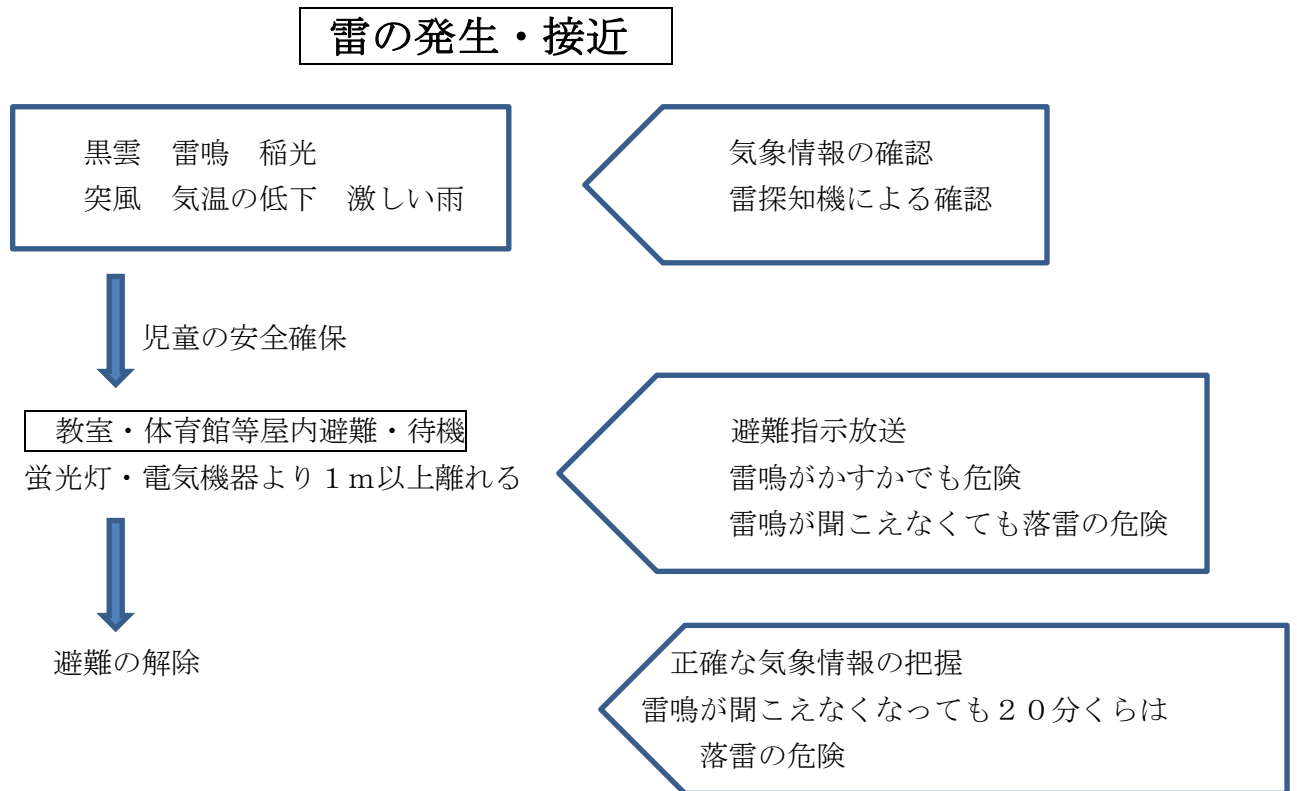 雷の発生・接近
黒雲　雷鳴　稲光
突風　気温の低下　激しい雨
気象情報の確認
雷探知機による確認
児童の安全確保
教室・体育館等屋内避難・待機
蛍光灯・電気機器より１ｍ以上離れる
避難指示放送
雷鳴がかすかでも危険
雷鳴が聞こえなくても落雷の危険
避難の解除
正確な気象情報の把握
雷鳴が聞こえなくなっても２０分くらは
落雷の危険